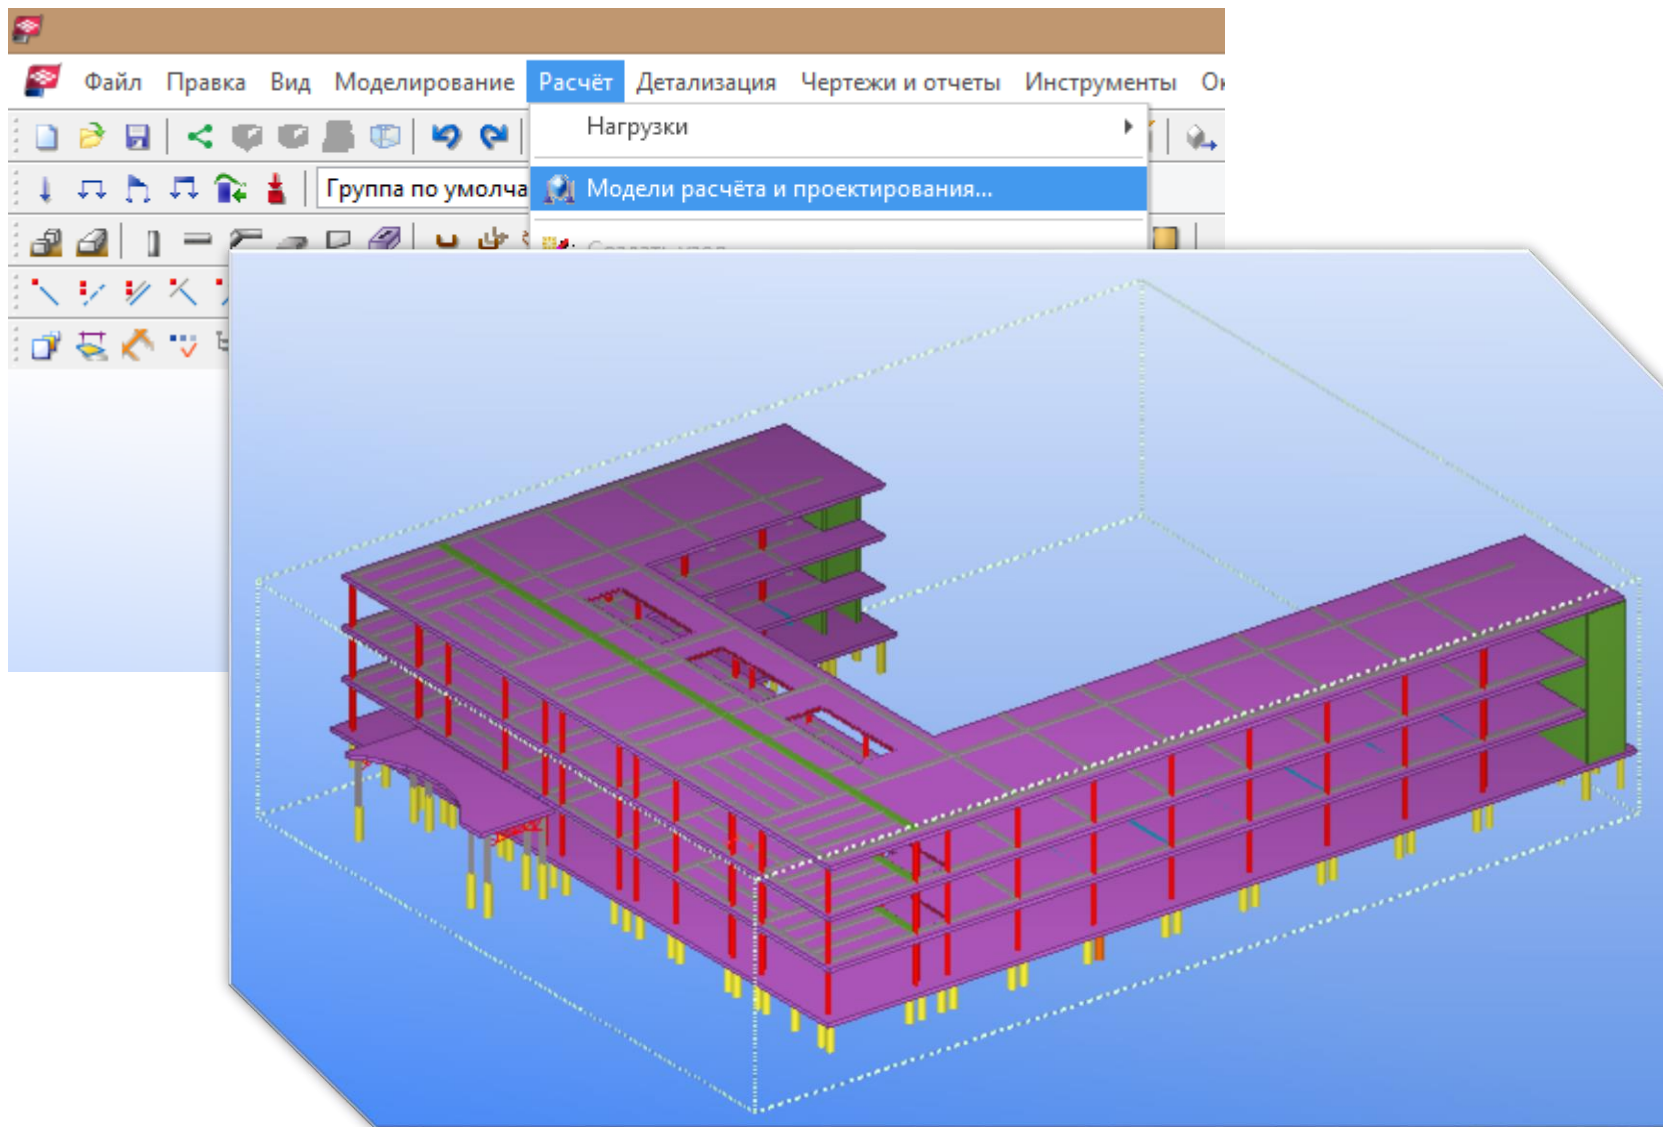 Файл Правка Вид Моделирование Расчёт Детализация Чертежи и отчеты Инструменты
Нагрузки
Группа по умолча
Модели расчёта и проектирования...